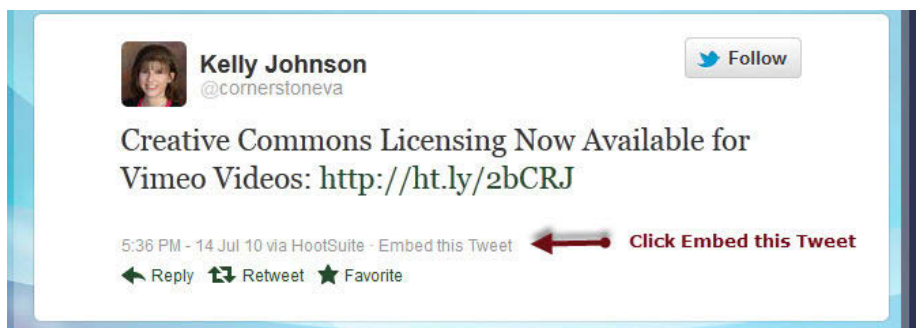 Kelly Johnson
@cornerstoneva
Follow
Creative Commons Licensing Now Available for
Vimeo Videos: http://ht.ly/2bCRJ
5:36 PM - 14 Jul 10 via HootSuite · Embed this Tweet
Click Embed this Tweet
Reply Retweet Favorite